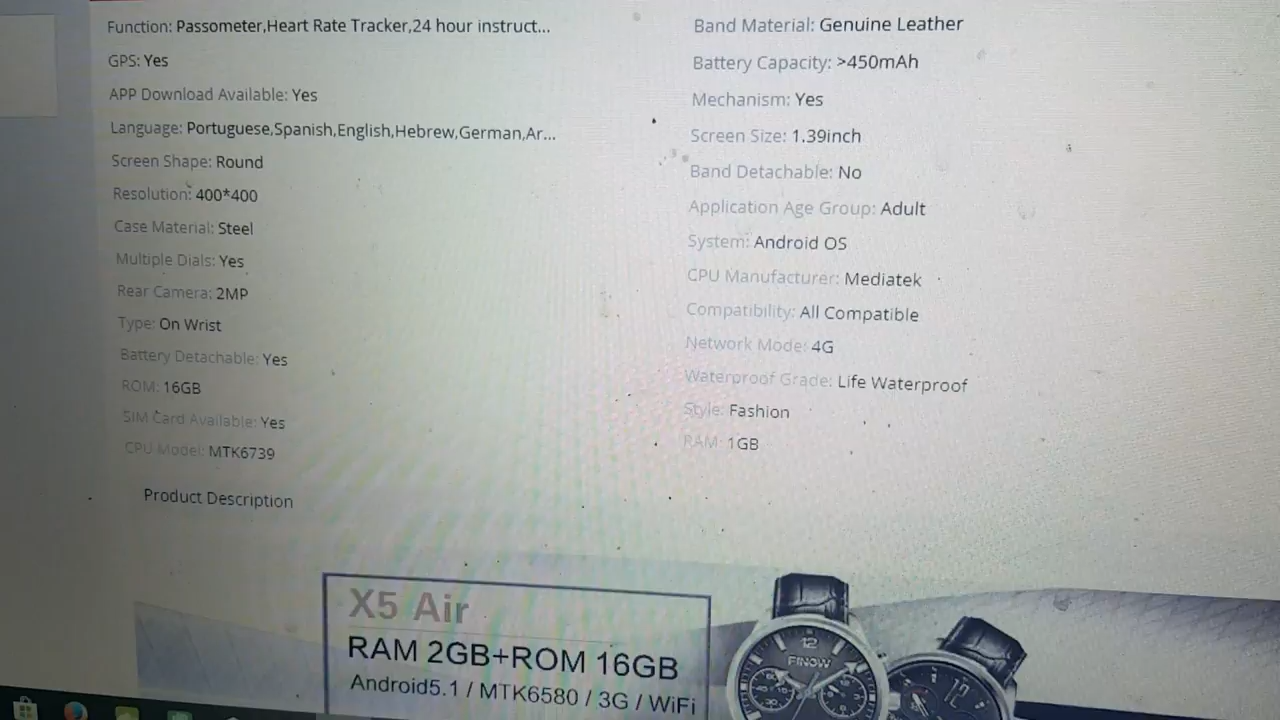 Function: Passometer,Heart Rate Tracker,24 hour instruct...
GPS: Yes
APP Download Available: Yes
Language: Portuguese,Spanish,English,Hebrew,German,Ar...
Screen Shape: Round
Resolution: 400*400
Case Material: Steel
Multiple Dials: Yes
Rear Camera: 2MP
Type: On Wrist
Battery Detachable: Yes
ROM: 16GB
SIM Card Available: Yes
CPU Model: MTK6739
Band Material: Genuine Leather
Battery Capacity: >450mAh
Mechanism: Yes
Screen Size: 1.39inch
Band Detachable: No
Application Age Group: Adult
System: Android OS
CPU Manufacturer: Mediatek
Compatibility: All Compatible
Network Mode: 4G
Waterproof Grade: Life Waterproof
Style: Fashion
RAM: 1GB
Product Description
X5 Air
RAM 2GB+ROM 16GB
Android5.1 / MTK6580 / 3G / WiFi
12
FINOW
12